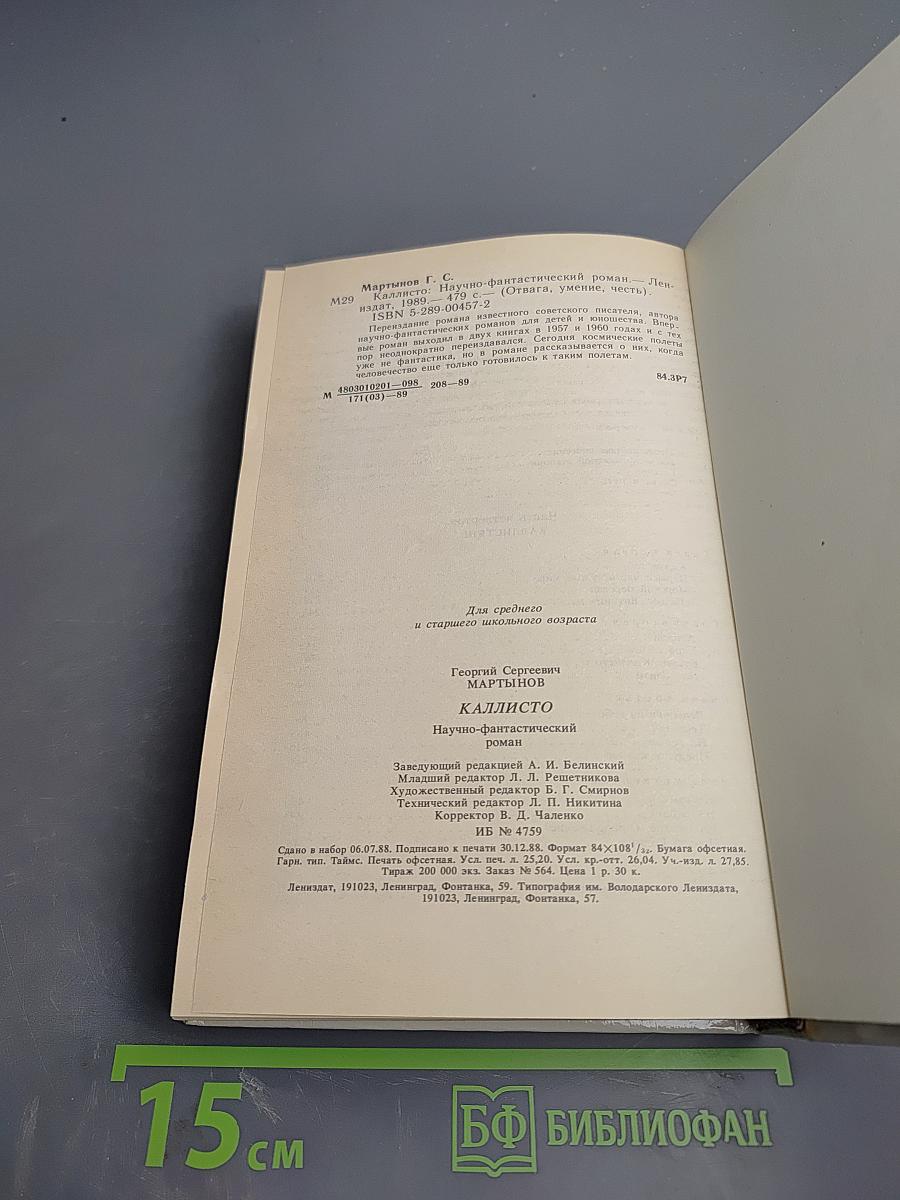 Мартынов Г. С.
М29 Каллисто: Научно-фантастический роман.— Лен-
издат, 1989.— 479 с.— (Отвага, умение, честь).
ISBN 5-289-00457-2
Переиздание романа известного советского писателя, автора
научно-фантастических романов для детей и юношества. Впер-
вые роман выходил в двух книгах в 1957 и 1960 годах и с тех
пор неоднократно переиздавался. Сегодня космические полеты
уже не фантастика, но в романе рассказывается о них, когда
человечество еще только готовилось к таким полетам.
М 4803010201—098 208—89 84.3Р7
171(03)—89
Для среднего
и старшего школьного возраста
Георгий Сергеевич
МАРТЫНОВ
КАЛЛИСТО
Научно-фантастический
роман
Заведующий редакцией А. И. Белинский
Младший редактор Л. Л. Решетникова
Художественный редактор Б. Г. Смирнов
Технический редактор Л. П. Никитина
Корректор В. Д. Чаленко
ИБ № 4759
Сдано в набор 06.07.88. Подписано к печати 30.12.88. Формат 84×108¹/₃₂. Бумага офсетная.
Гарн. тип. Таймс. Печать офсетная. Усл. печ. л. 25,20. Усл. кр.-отт. 26,04. Уч.-изд. л. 27,85.
Тираж 200 000 экз. Заказ № 564. Цена 1 р. 30 к.
Лениздат, 191023, Ленинград, Фонтанка, 59. Типография им. Володарского Лениздата,
191023, Ленинград, Фонтанка, 57.
15 см БФ БИБЛИОФАН